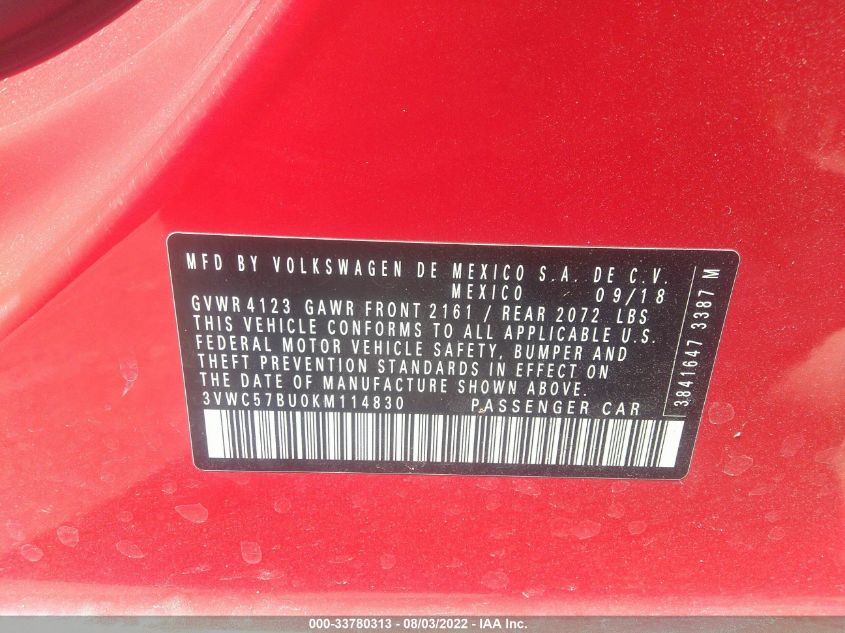 MFD BY VOLKSWAGEN DE MEXICO S.A. DE C.V.
MEXICO 09/18
GVWR 4123 GAWR FRONT 2161 / REAR 2072 LBS
THIS VEHICLE CONFORMS TO ALL APPLICABLE U.S.
FEDERAL MOTOR VEHICLE SAFETY, BUMPER AND
THEFT PREVENTION STANDARDS IN EFFECT ON
THE DATE OF MANUFACTURE SHOWN ABOVE.
3VWC57BU0KM114830 PASSENGER CAR
3841647 3387 M
000-33780313 - 08/03/2022 - IAA Inc.